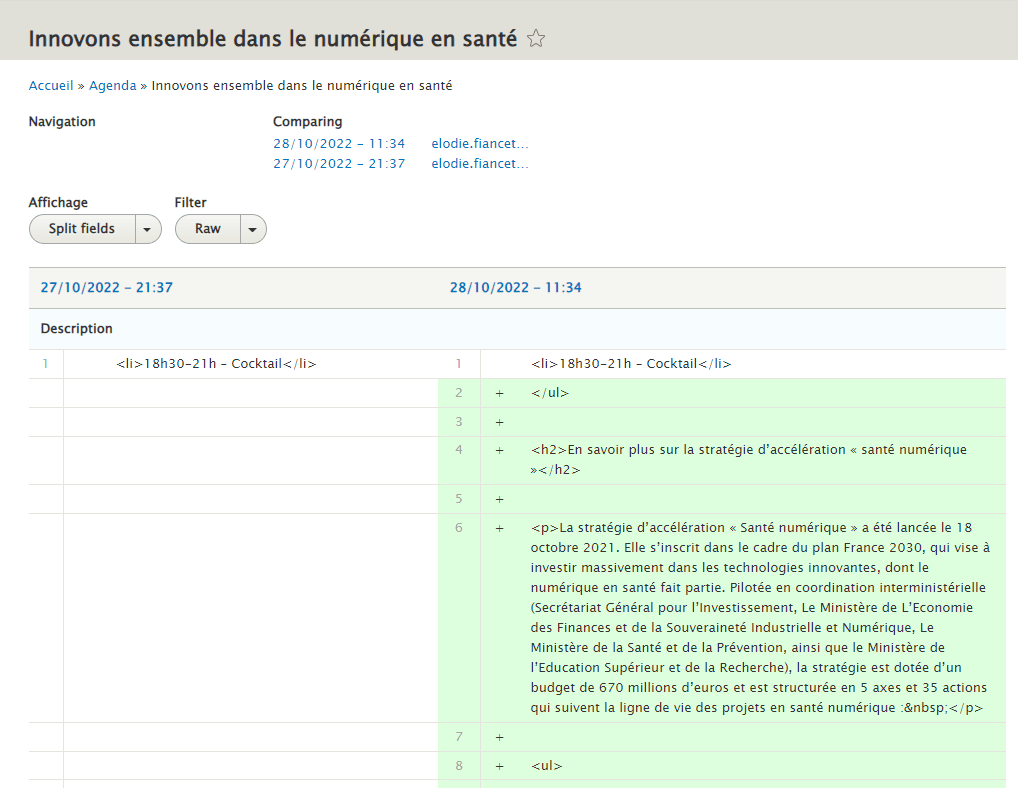 Innovons ensemble dans le numérique en santé
Accueil » Agenda » Innovons ensemble dans le numérique en santé
Navigation
Comparing
28/10/2022 – 11:34 elodie.fiancet...
27/10/2022 – 21:37 elodie.fiancet...
Affichage
Filter
Split fields
Raw
27/10/2022 – 21:37 28/10/2022 – 11:34
Description
1 <li>18h30-21h – Cocktail</li> 1 <li>18h30-21h – Cocktail</li>
2 + </ul>
3 +
4 + <h2>En savoir plus sur la stratégie d’accélération « santé numérique
»</h2>
5 +
6 + <p>La stratégie d’accélération « Santé numérique » a été lancée le 18
octobre 2021. Elle s’inscrit dans le cadre du plan France 2030, qui vise à
investir massivement dans les technologies innovantes, dont le
numérique en santé fait partie. Pilotée en coordination interministérielle
(Secrétariat Général pour l’Investissement, Le Ministère de L’Economie
des Finances et de la Souveraineté Industrielle et Numérique, Le
Ministère de la Santé et de la Prévention, ainsi que le Ministère de
l’Education Supérieur et de la Recherche), la stratégie est dotée d’un
budget de 670 millions d’euros et est structurée en 5 axes et 35 actions
qui suivent la ligne de vie des projets en santé numérique :&nbsp;</p>
7 +
8 + <ul>